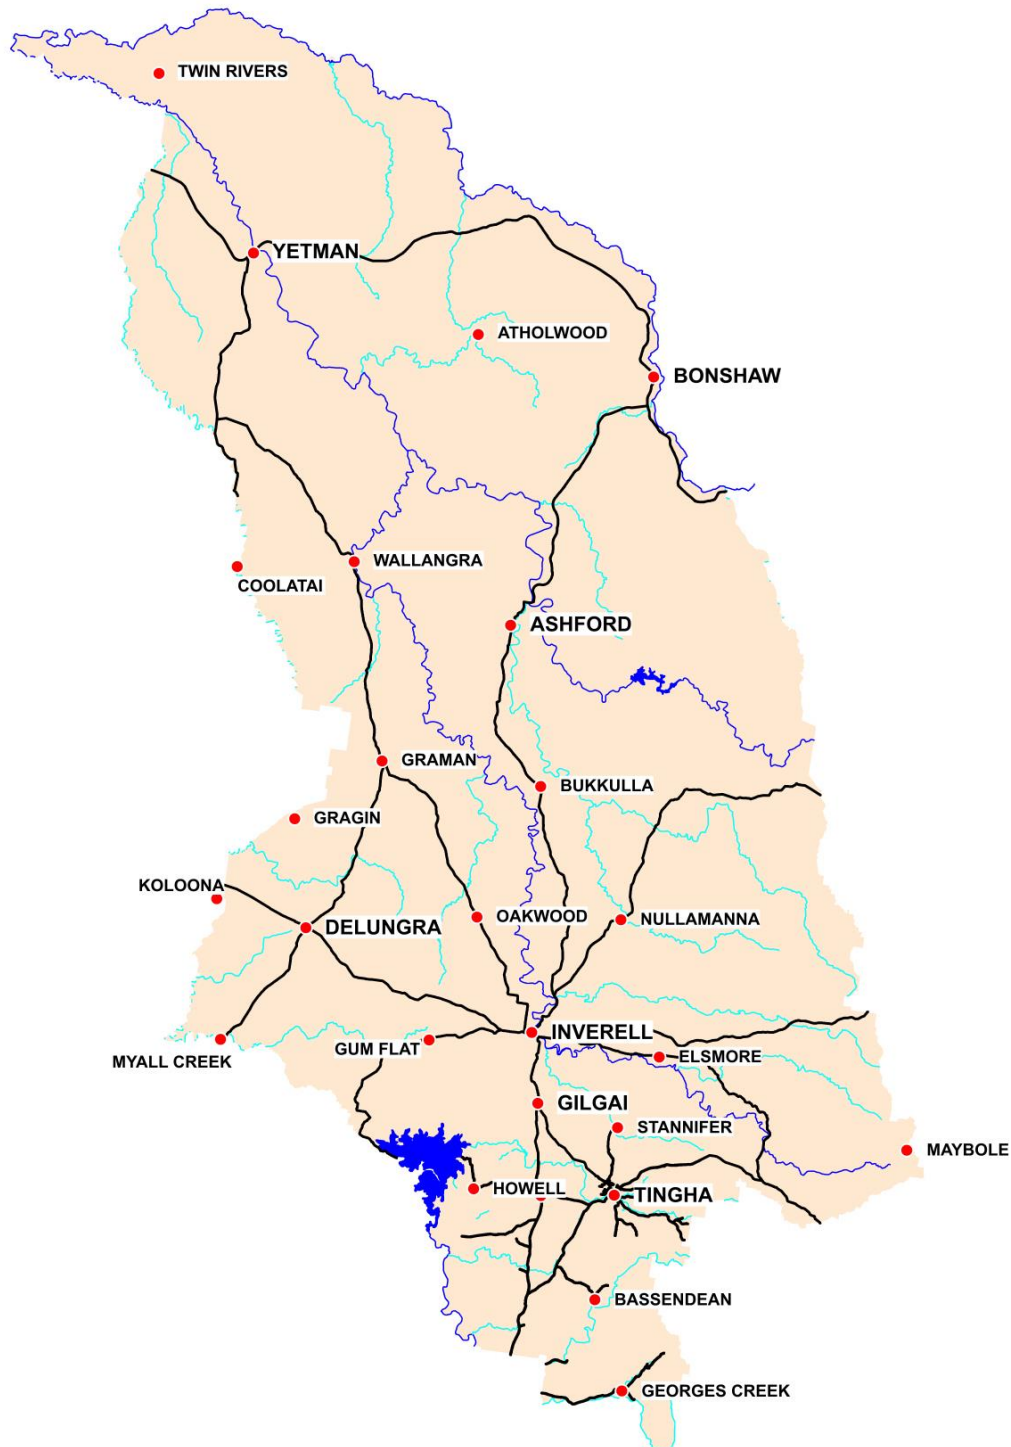 TWIN RIVERS
YETMAN
ATHOLWOOD
BONSHAW
WALLANGRA
COOLATAI
ASHFORD
GRAMAN
BUKKULLA
GRAGIN
KOLOONA
OAKWOOD
NULLAMANNA
DELUNGRA
INVERELL
GUM FLAT
ELSMORE
MYALL CREEK
GILGAI
STANNIFER
MAYBOLE
HOWELL
TINGHA
BASSENDEAN
GEORGES CREEK